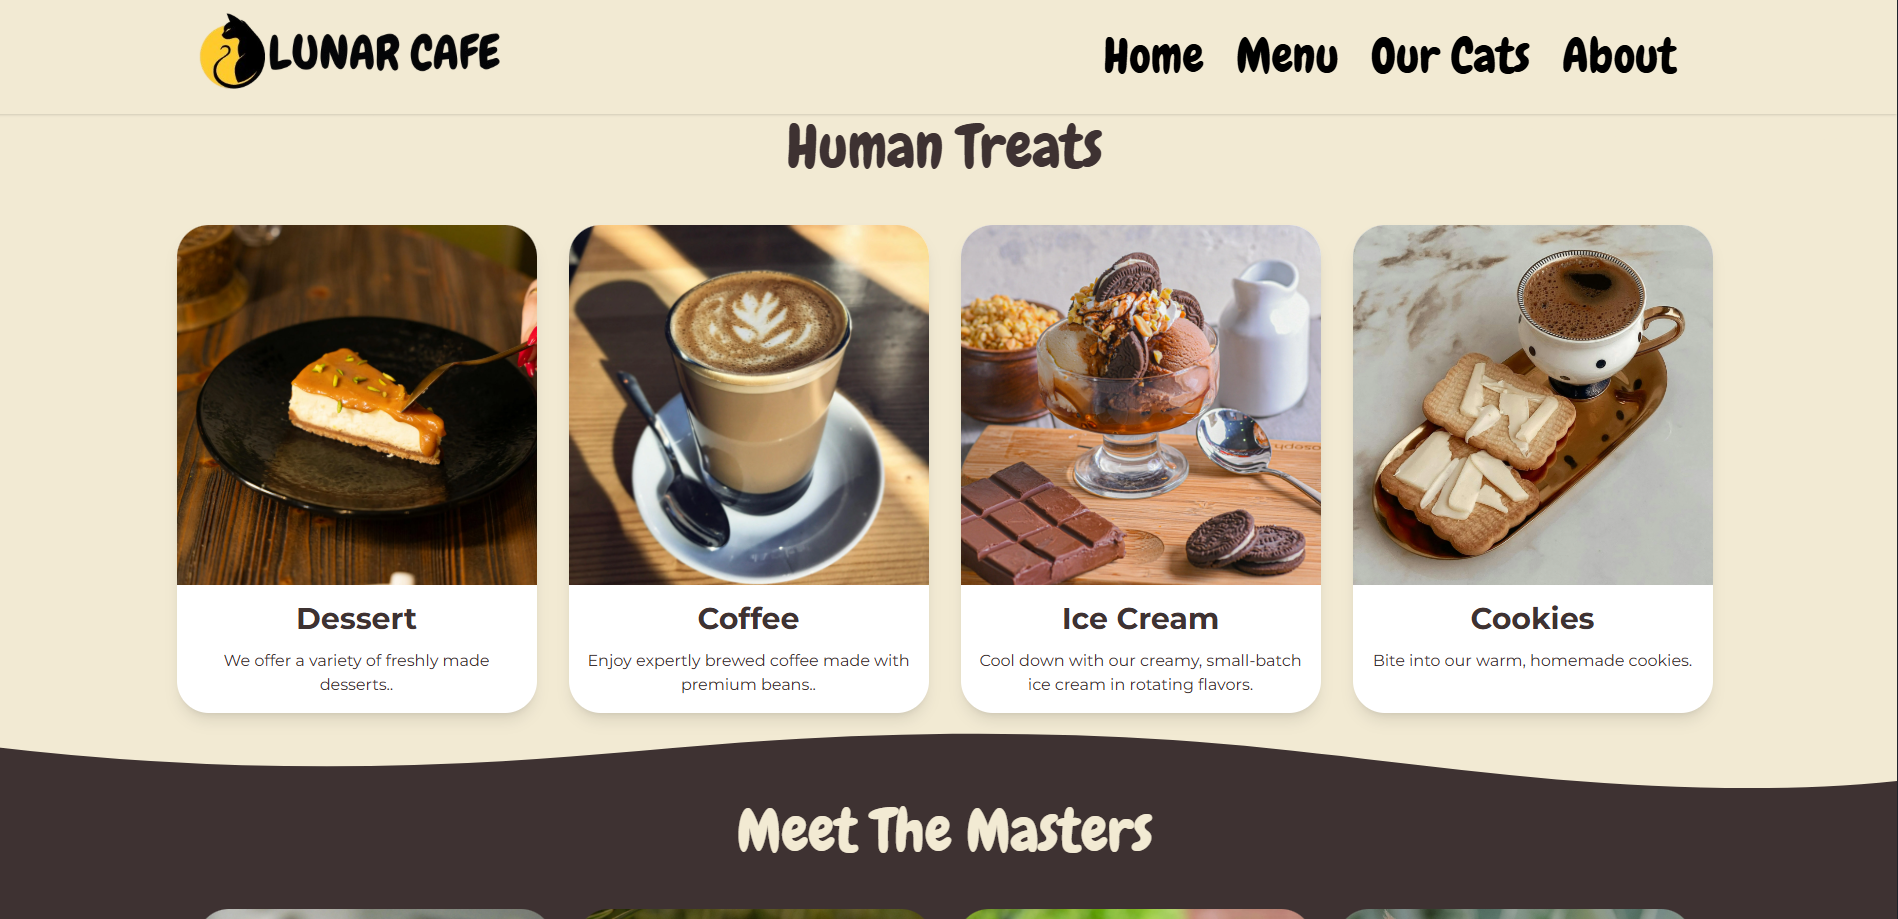 LUNAR CAFE
Home Menu Our Cats About
Human Treats
Dessert
We offer a variety of freshly made
desserts..
Coffee
Enjoy expertly brewed coffee made with
premium beans..
Ice Cream
Cool down with our creamy, small-batch
ice cream in rotating flavors.
Cookies
Bite into our warm, homemade cookies.
Meet The Masters